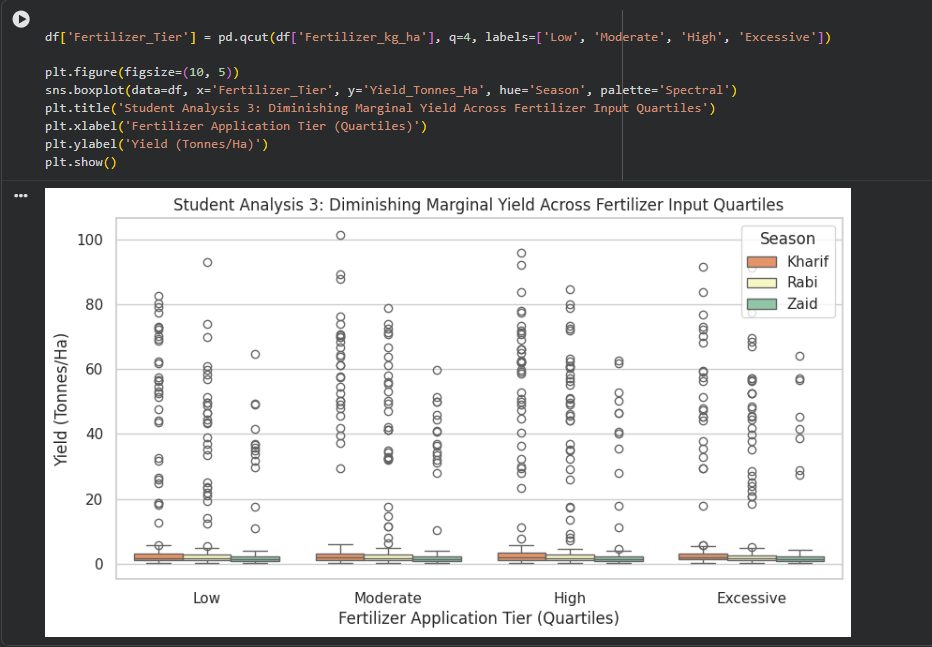 df['Fertilizer_Tier'] = pd.qcut(df['Fertilizer_kg_ha'], q=4, labels=['Low', 'Moderate', 'High', 'Excessive'])
plt.figure(figsize=(10, 5))
sns.boxplot(data=df, x='Fertilizer_Tier', y='Yield_Tonnes_Ha', hue='Season', palette='Spectral')
plt.title('Student Analysis 3: Diminishing Marginal Yield Across Fertilizer Input Quartiles')
plt.xlabel('Fertilizer Application Tier (Quartiles)')
plt.ylabel('Yield (Tonnes/Ha)')
plt.show()
Student Analysis 3: Diminishing Marginal Yield Across Fertilizer Input Quartiles
Season
Kharif
Rabi
Zaid
Yield (Tonnes/Ha)
100
80
60
40
20
0
Low Moderate High Excessive
Fertilizer Application Tier (Quartiles)